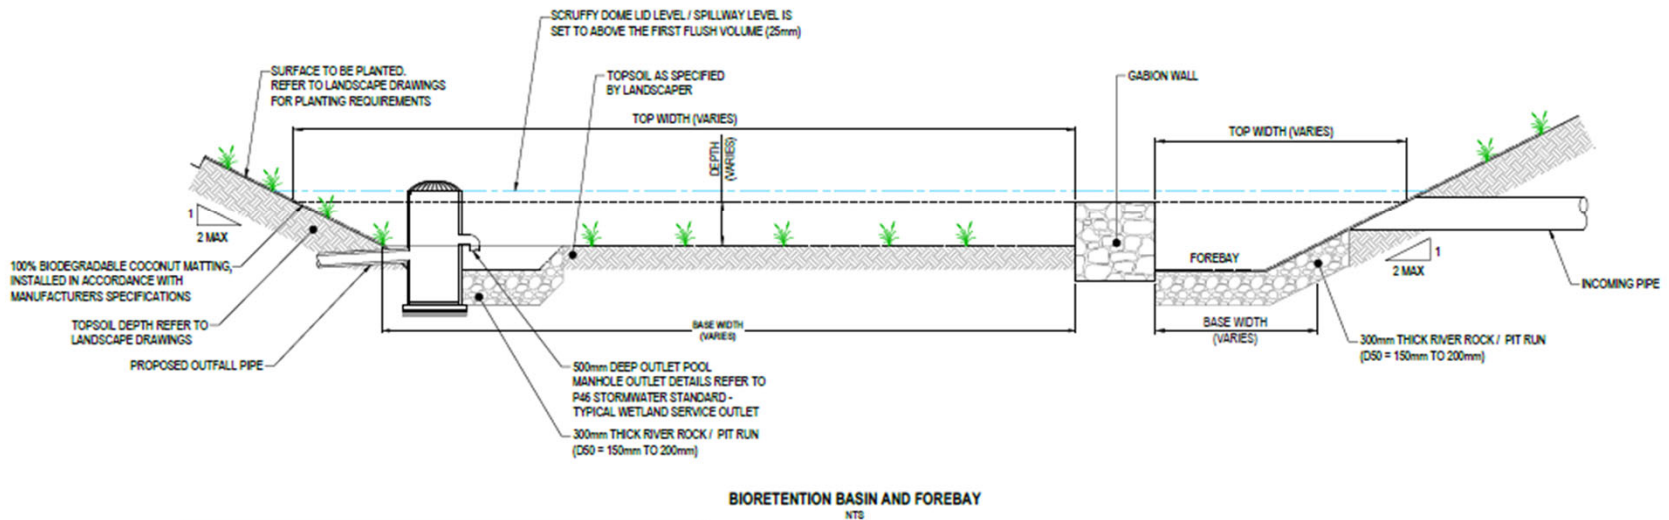 SCRUFFY DOME LID LEVEL / SPILLWAY LEVEL IS
SET TO ABOVE THE FIRST FLUSH VOLUME (25mm)
SURFACE TO BE PLANTED.
REFER TO LANDSCAPE DRAWINGS
FOR PLANTING REQUIREMENTS
TOPSOIL AS SPECIFIED
BY LANDSCAPER
GABION WALL
TOP WIDTH (VARIES)
TOP WIDTH (VARIES)
DEPTH
(VARIES)
1
2 MAX
100% BIODEGRADABLE COCONUT MATTING,
INSTALLED IN ACCORDANCE WITH
MANUFACTURERS SPECIFICATIONS
FOREBAY
1
2 MAX
INCOMING PIPE
TOPSOIL DEPTH REFER TO
LANDSCAPE DRAWINGS
BASE WIDTH
(VARIES)
BASE WIDTH
(VARIES)
300mm THICK RIVER ROCK / PIT RUN
(D50 = 150mm TO 200mm)
PROPOSED OUTFALL PIPE
500mm DEEP OUTLET POOL
MANHOLE OUTLET DETAILS REFER TO
P46 STORMWATER STANDARD -
TYPICAL WETLAND SERVICE OUTLET
300mm THICK RIVER ROCK / PIT RUN
(D50 = 150mm TO 200mm)
BIORETENTION BASIN AND FOREBAY
NTS